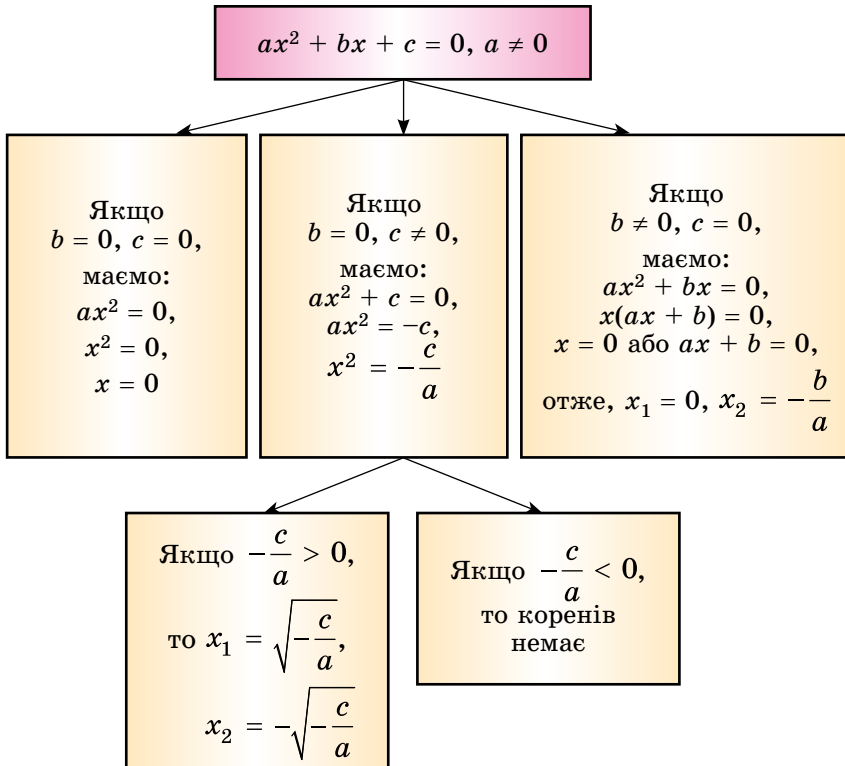 ax² + bx + c = 0, a ≠ 0
Якщо
b = 0, c = 0,
маємо:
ax² = 0,
x² = 0,
x = 0
Якщо
b = 0, c ≠ 0,
маємо:
ax² + c = 0,
ax² = −c,
x² = −c/a
Якщо
b ≠ 0, c = 0,
маємо:
ax² + bx = 0,
x(ax + b) = 0,
x = 0 або ax + b = 0,
отже, x₁ = 0, x₂ = −b/a
Якщо −c/a > 0,
то x₁ = √(−c/a),
x₂ = −√(−c/a)
Якщо −c/a < 0,
то коренів
немає